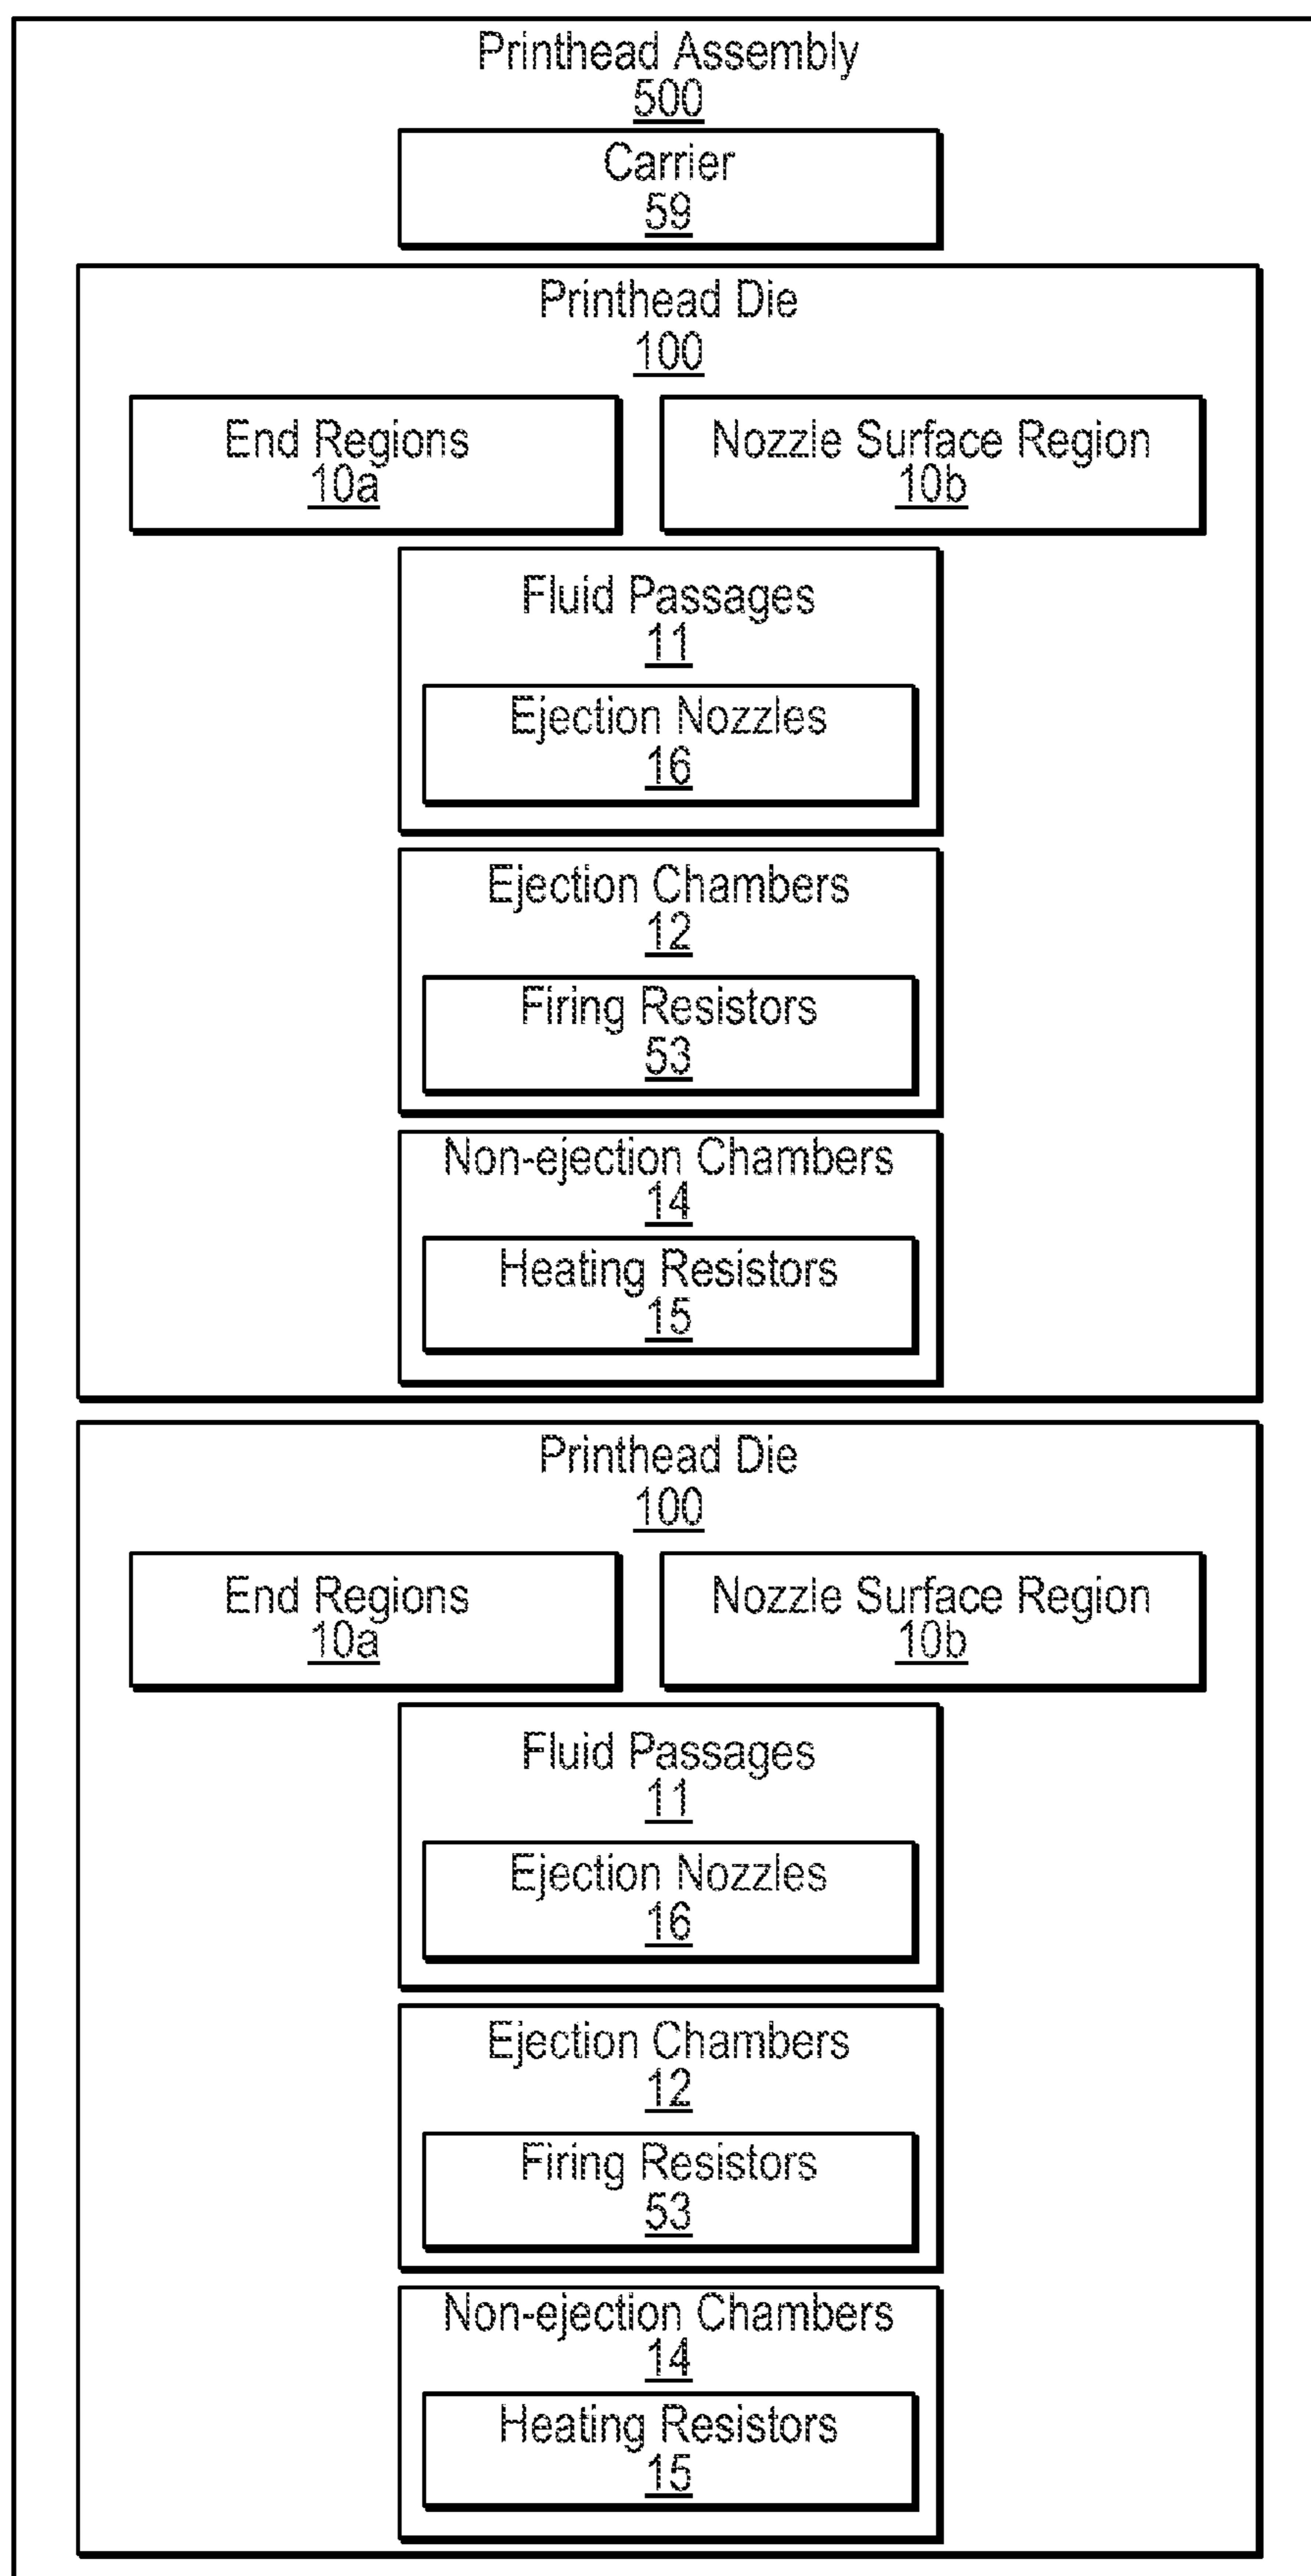 Printhead Assembly
500
Carrier
59
Printhead Die
100
End Regions
10a
Nozzle Surface Region
10b
Fluid Passages
11
Ejection Nozzles
16
Ejection Chambers
12
Firing Resistors
53
Non-ejection Chambers
14
Heating Resistors
15
Printhead Die
100
End Regions
10a
Nozzle Surface Region
10b
Fluid Passages
11
Ejection Nozzles
16
Ejection Chambers
12
Firing Resistors
53
Non-ejection Chambers
14
Heating Resistors
15